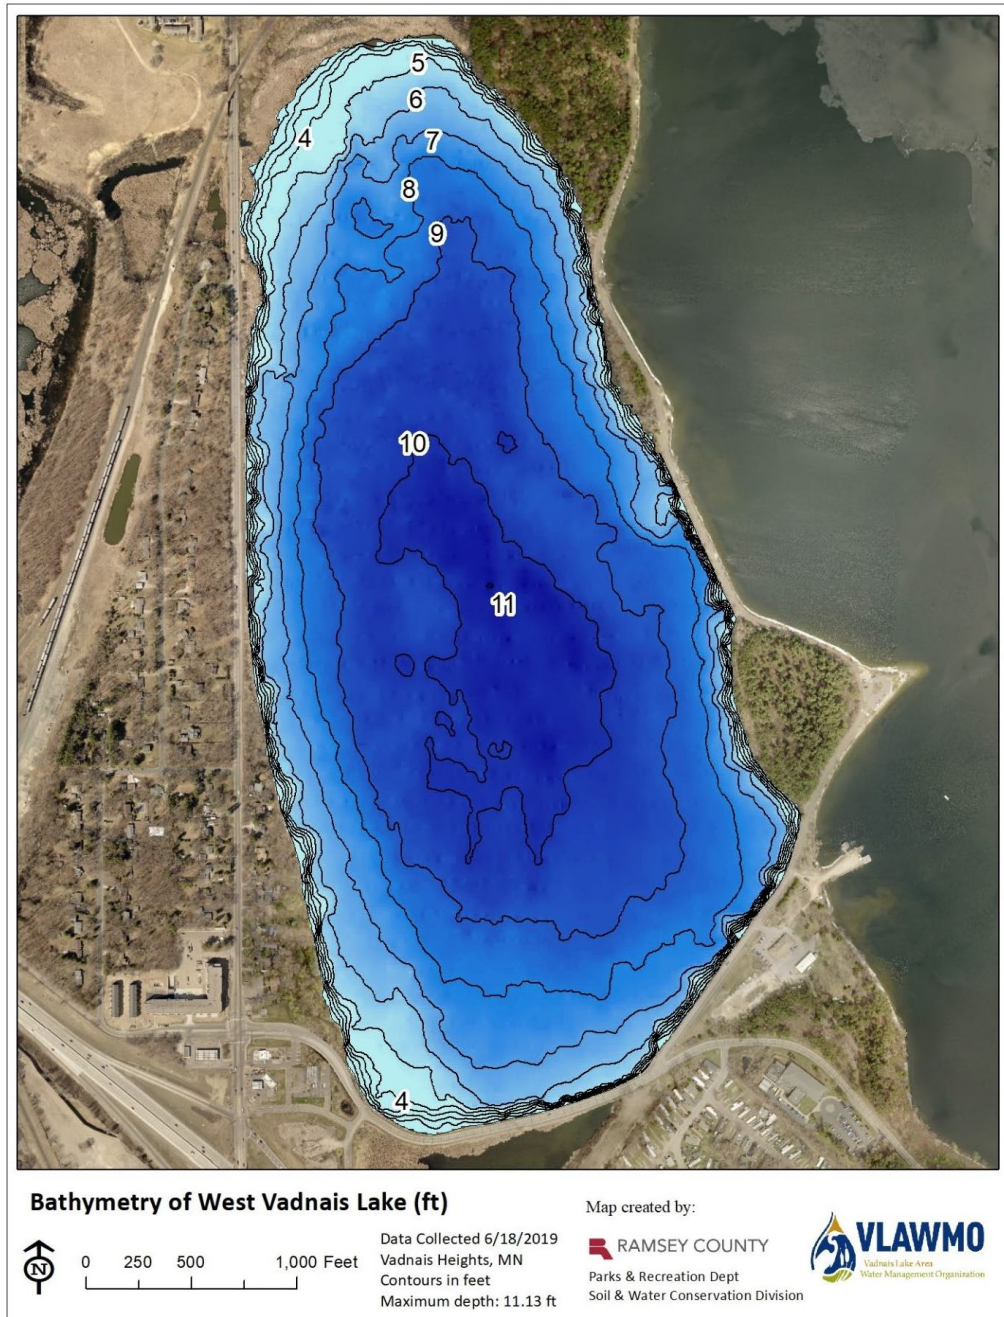 5
6
4
7
8
9
10
11
4
Bathymetry of West Vadnais Lake (ft)
N
0 250 500 1,000 Feet
Data Collected 6/18/2019
Vadnais Heights, MN
Contours in feet
Maximum depth: 11.13 ft
Map created by:
RAMSEY COUNTY
Parks & Recreation Dept
Soil & Water Conservation Division
VLAWMO
Vadnais Lake Area
Water Management Organization